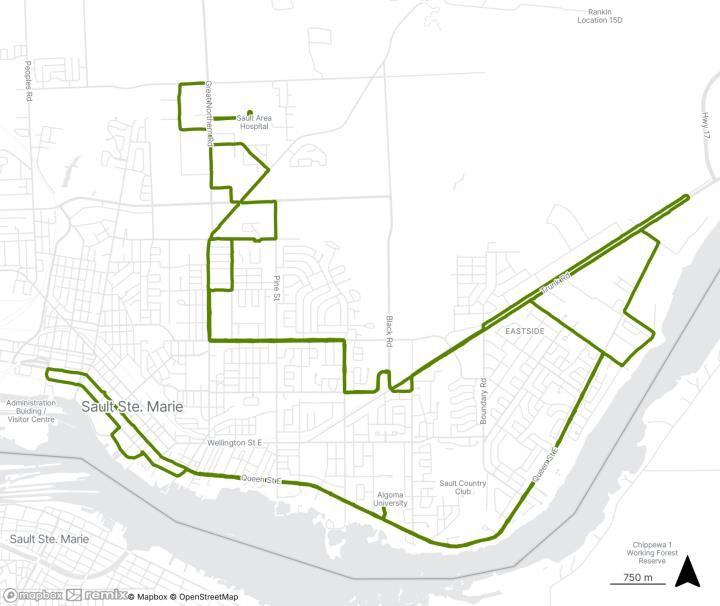 Rankin
Location 15D
Peoples Rd
Great Northern Rd
Sault Area
Hospital
Hwy 17
Trunk Rd
Pine St
Black Rd
EASTSIDE
Boundary Rd
Administration
Bulding /
Visitor Centre
Sault Ste. Marie
Wellington St E
Queen St E
Queen St E
Algoma
University
Sault Country
Club
Sault Ste. Marie
Chippewa 1
Working Forest
Reserve
750 m
mapbox remix © Mapbox © OpenStreetMap